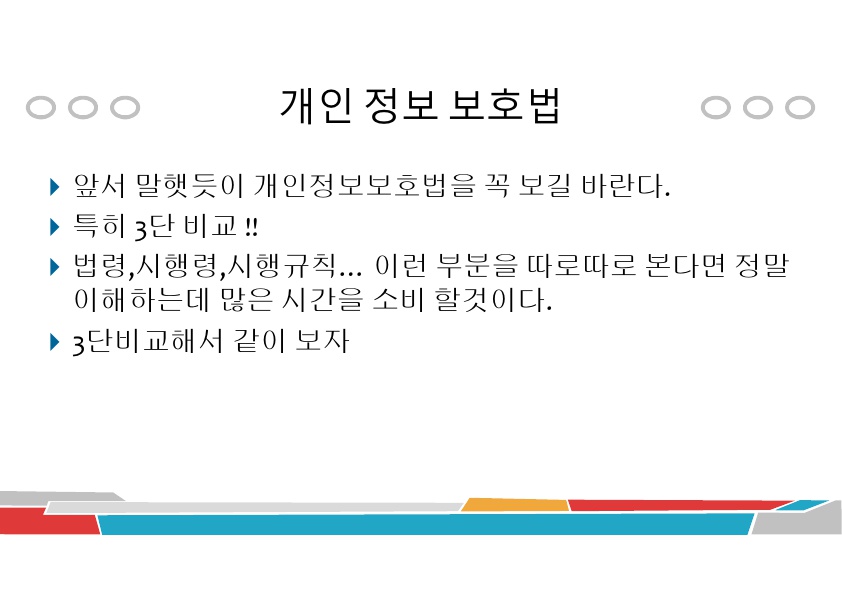 개인 정보 보호법
앞서 말햇듯이 개인정보보호법을 꼭 보길 바란다.
특히 3단 비교 !!
법령,시행령,시행규칙... 이런 부분을 따로따로 본다면 정말
이해하는데 많은 시간을 소비 할것이다.
3단비교해서 같이 보자